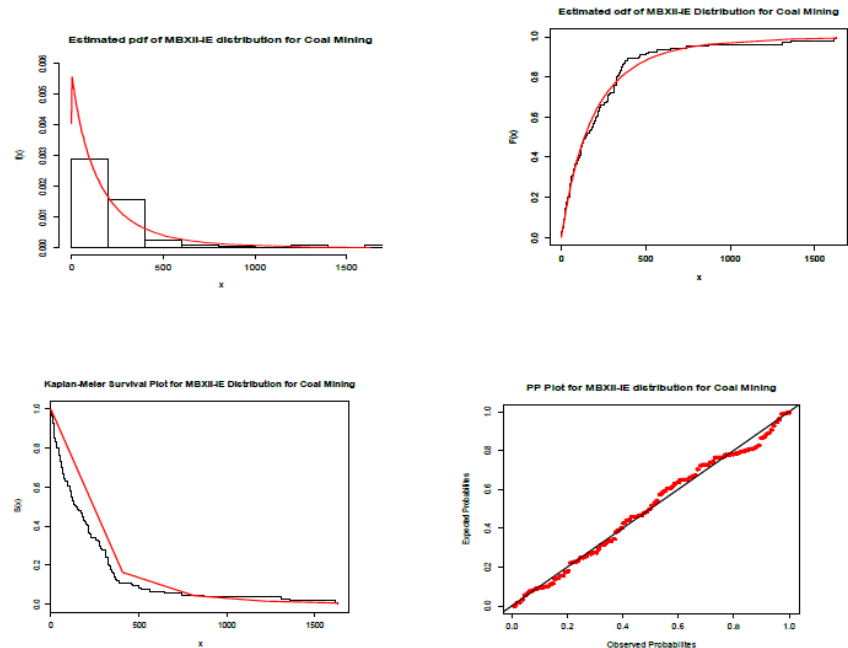 Estimated pdf of MBXII-IE distribution for Coal Mining
f(x)
0.006
0.005
0.004
0.003
0.002
0.001
0.000
0 500 1000 1500
x
Estimated cdf of MBXII-IE Distribution for Coal Mining
F(x)
1.0
0.8
0.6
0.4
0.2
0.0
0 500 1000 1500
x
Kaplan-Meier Survival Plot for MBXII-IE Distribution for Coal Mining
S(x)
1.0
0.8
0.6
0.4
0.2
0.0
0 500 1000 1500
x
PP Plot for MBXII-IE distribution for Coal Mining
Expected Probabilities
1.0
0.8
0.6
0.4
0.2
0.0
0.0 0.2 0.4 0.6 0.8 1.0
Observed Probabilites